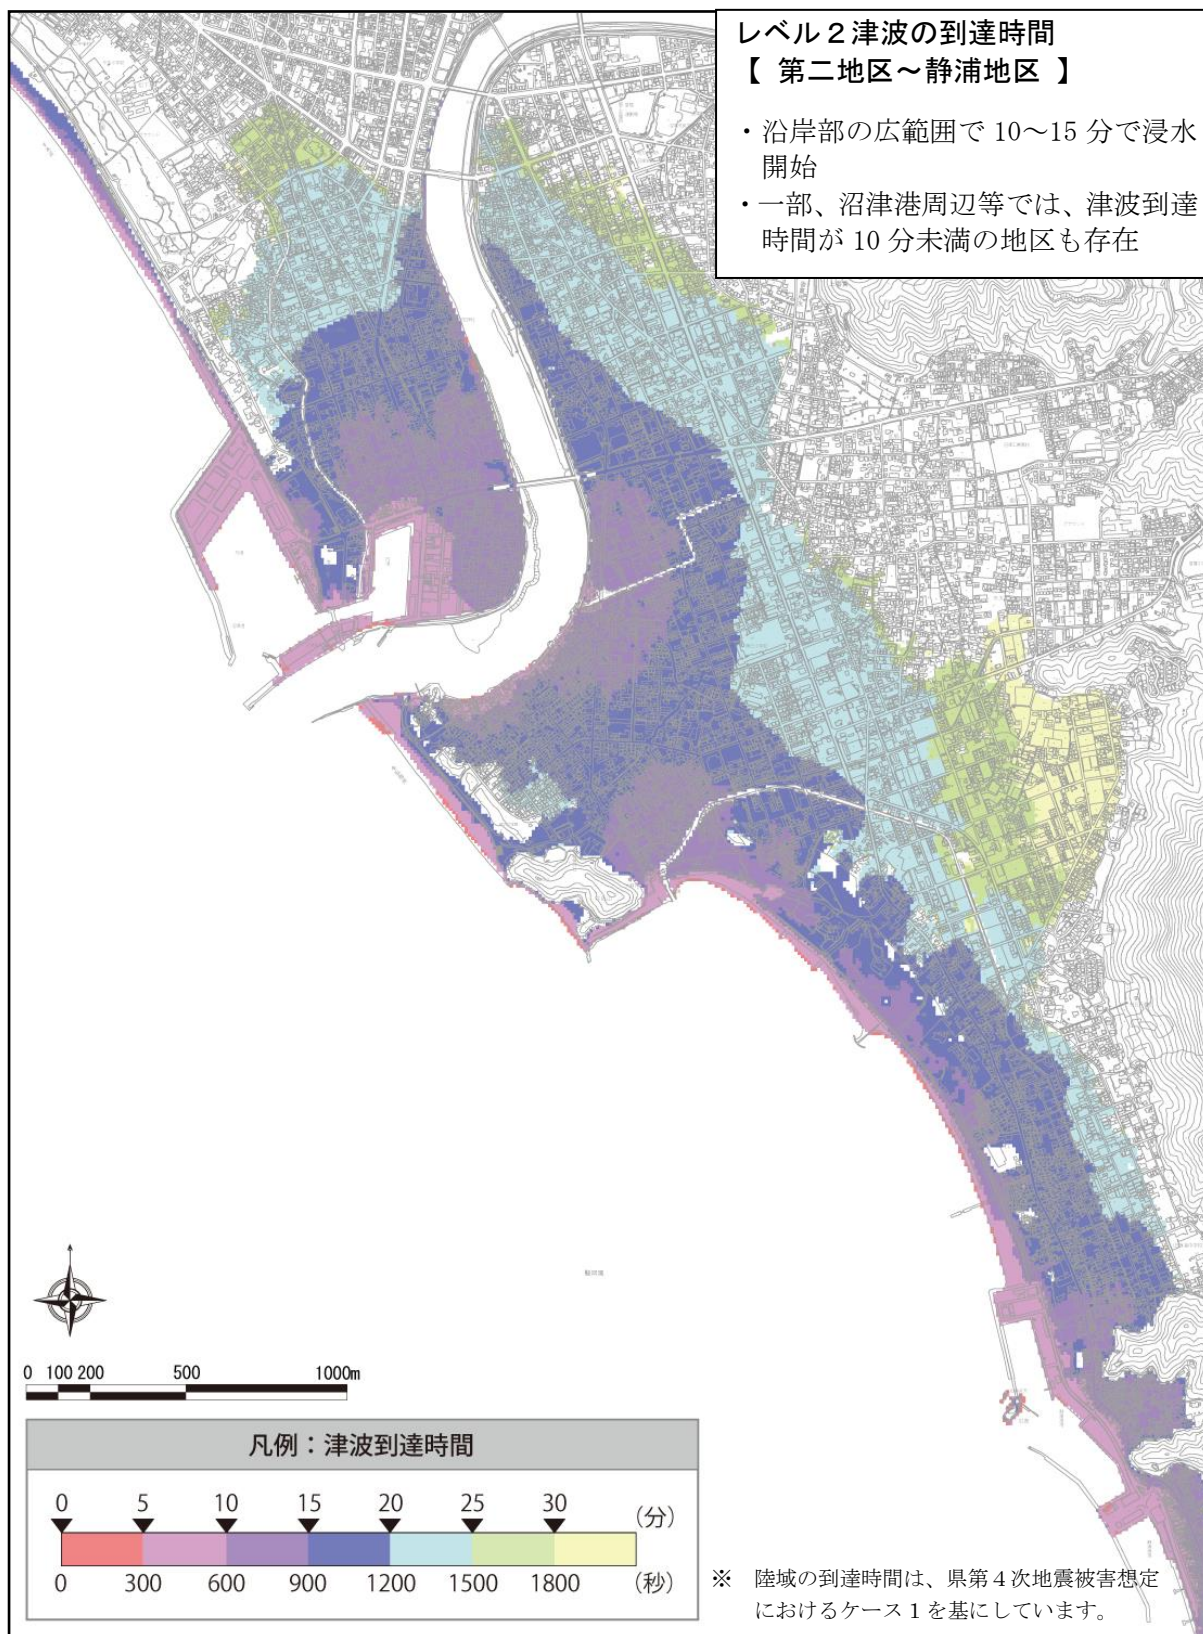 レベル２津波の到達時間
【 第二地区～静浦地区 】
・沿岸部の広範囲で 10～15 分で浸水
開始
・一部、沼津港周辺等では、津波到達
時間が 10 分未満の地区も存在
駿河湾
0 100 200 500 1000m
凡例：津波到達時間
0 5 10 15 20 25 30 (分)
0 300 600 900 1200 1500 1800 (秒)
※ 陸域の到達時間は、県第４次地震被害想定
におけるケース１を基にしています。